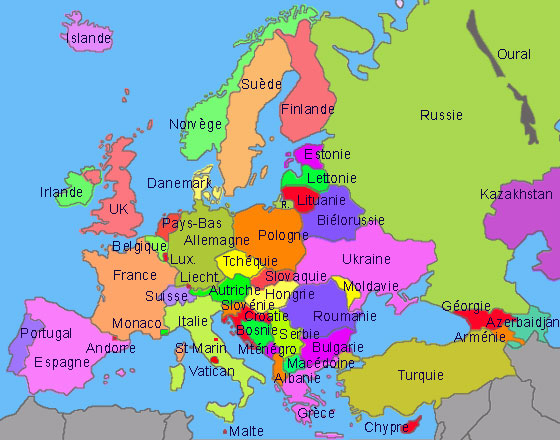 Islande
Oural
Suède
Finlande
Russie
Norvège
Estonie
Lettonie
Danemark
Irlande
Lituanie
Kazakhstan
R.
UK
Biélorussie
Pays-Bas
Pologne
Allemagne
Belgique
Ukraine
Lux.
Tchéquie
France
Slovaquie
Liecht.
Moldavie
Autriche
Suisse
Hongrie
Slovénie
Géorgie
Roumanie
Croatie
Monaco
Italie
Azerbaidjan
Portugal
Bosnie
Serbie
Arménie
Andorre
St Marin
Bulgarie
Mténégro
Espagne
Macédoine
Vatican
Turquie
Albanie
Grèce
Chypre
Malte